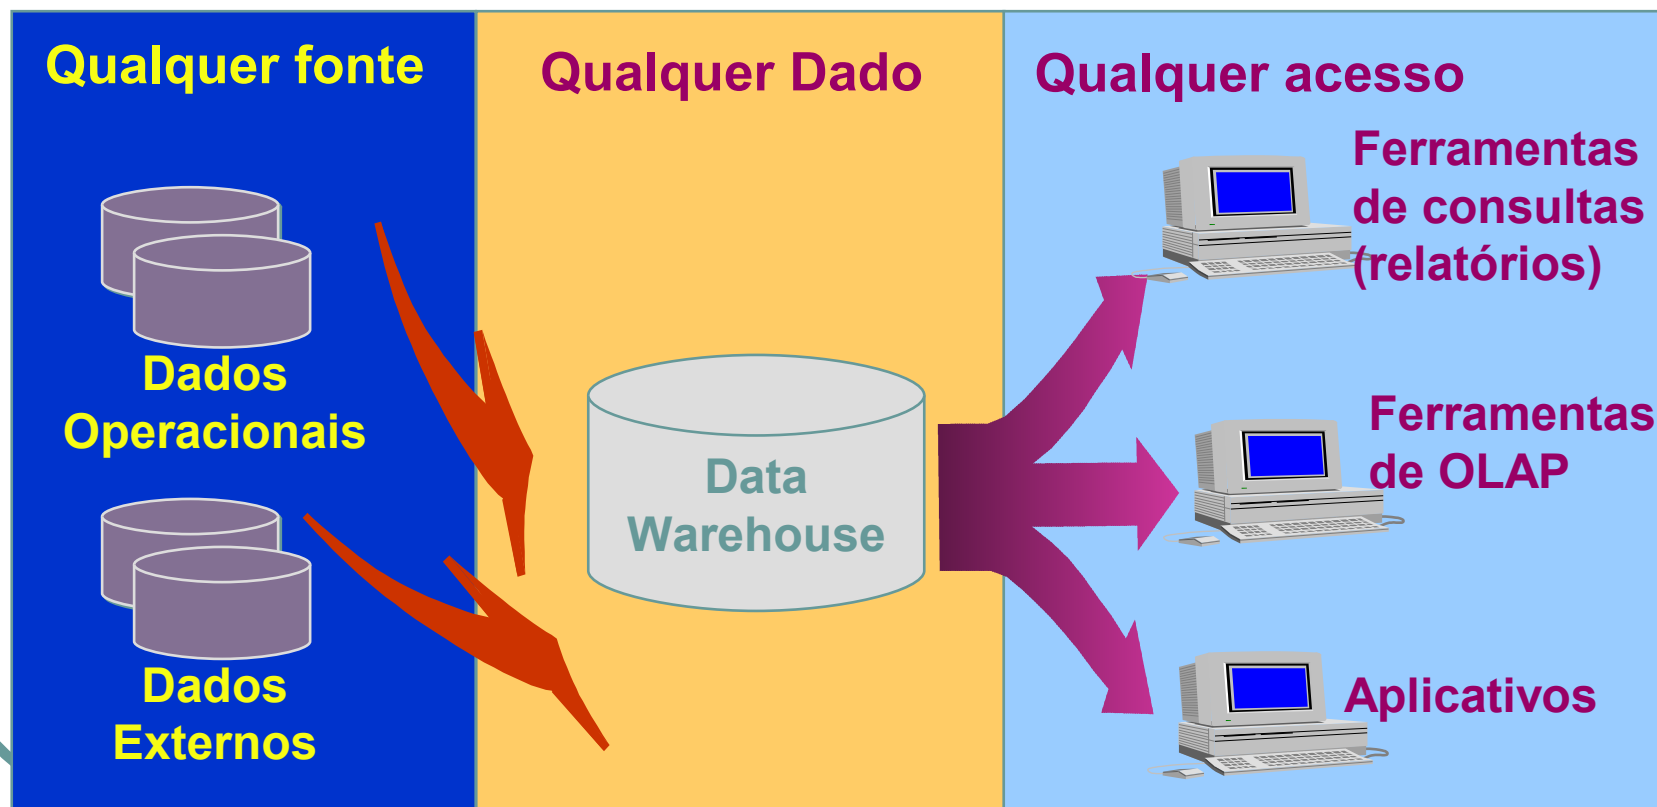 Qualquer fonte
Qualquer Dado
Qualquer acesso
Dados
Operacionais
Dados
Externos
Data
Warehouse
Ferramentas
de consultas
(relatórios)
Ferramentas
de OLAP
Aplicativos